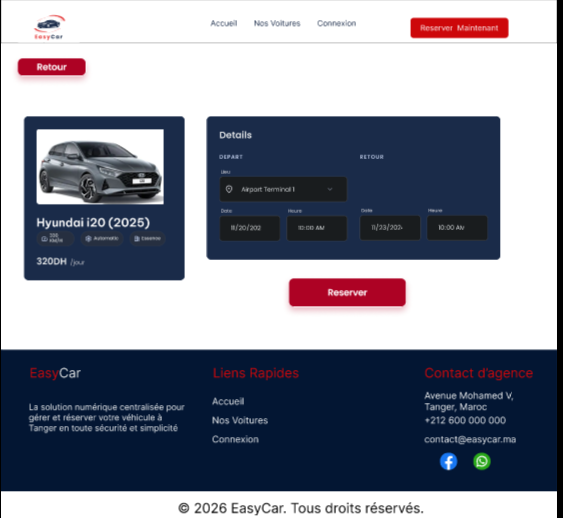 Accueil Nos Voitures Connexion Reserver Maintenant
EasyCar
Retour
Hyundai i20 (2025)
Automatic
320DH /jour
Details
DEPART RETOUR
Lieu
Airport Terminal 1
Date Heure Date Heure
11/20/202 10:00 AM 11/23/202 10:00 AM
Reserver
EasyCar
La solution numérique centralisée pour
gérer et réserver votre véhicule à
Tanger en toute sécurité et simplicité
Liens Rapides
Accueil
Nos Voitures
Connexion
Contact d'agence
Avenue Mohamed V,
Tanger, Maroc
+212 600 000 000
contact@easycar.ma
© 2026 EasyCar. Tous droits réservés.